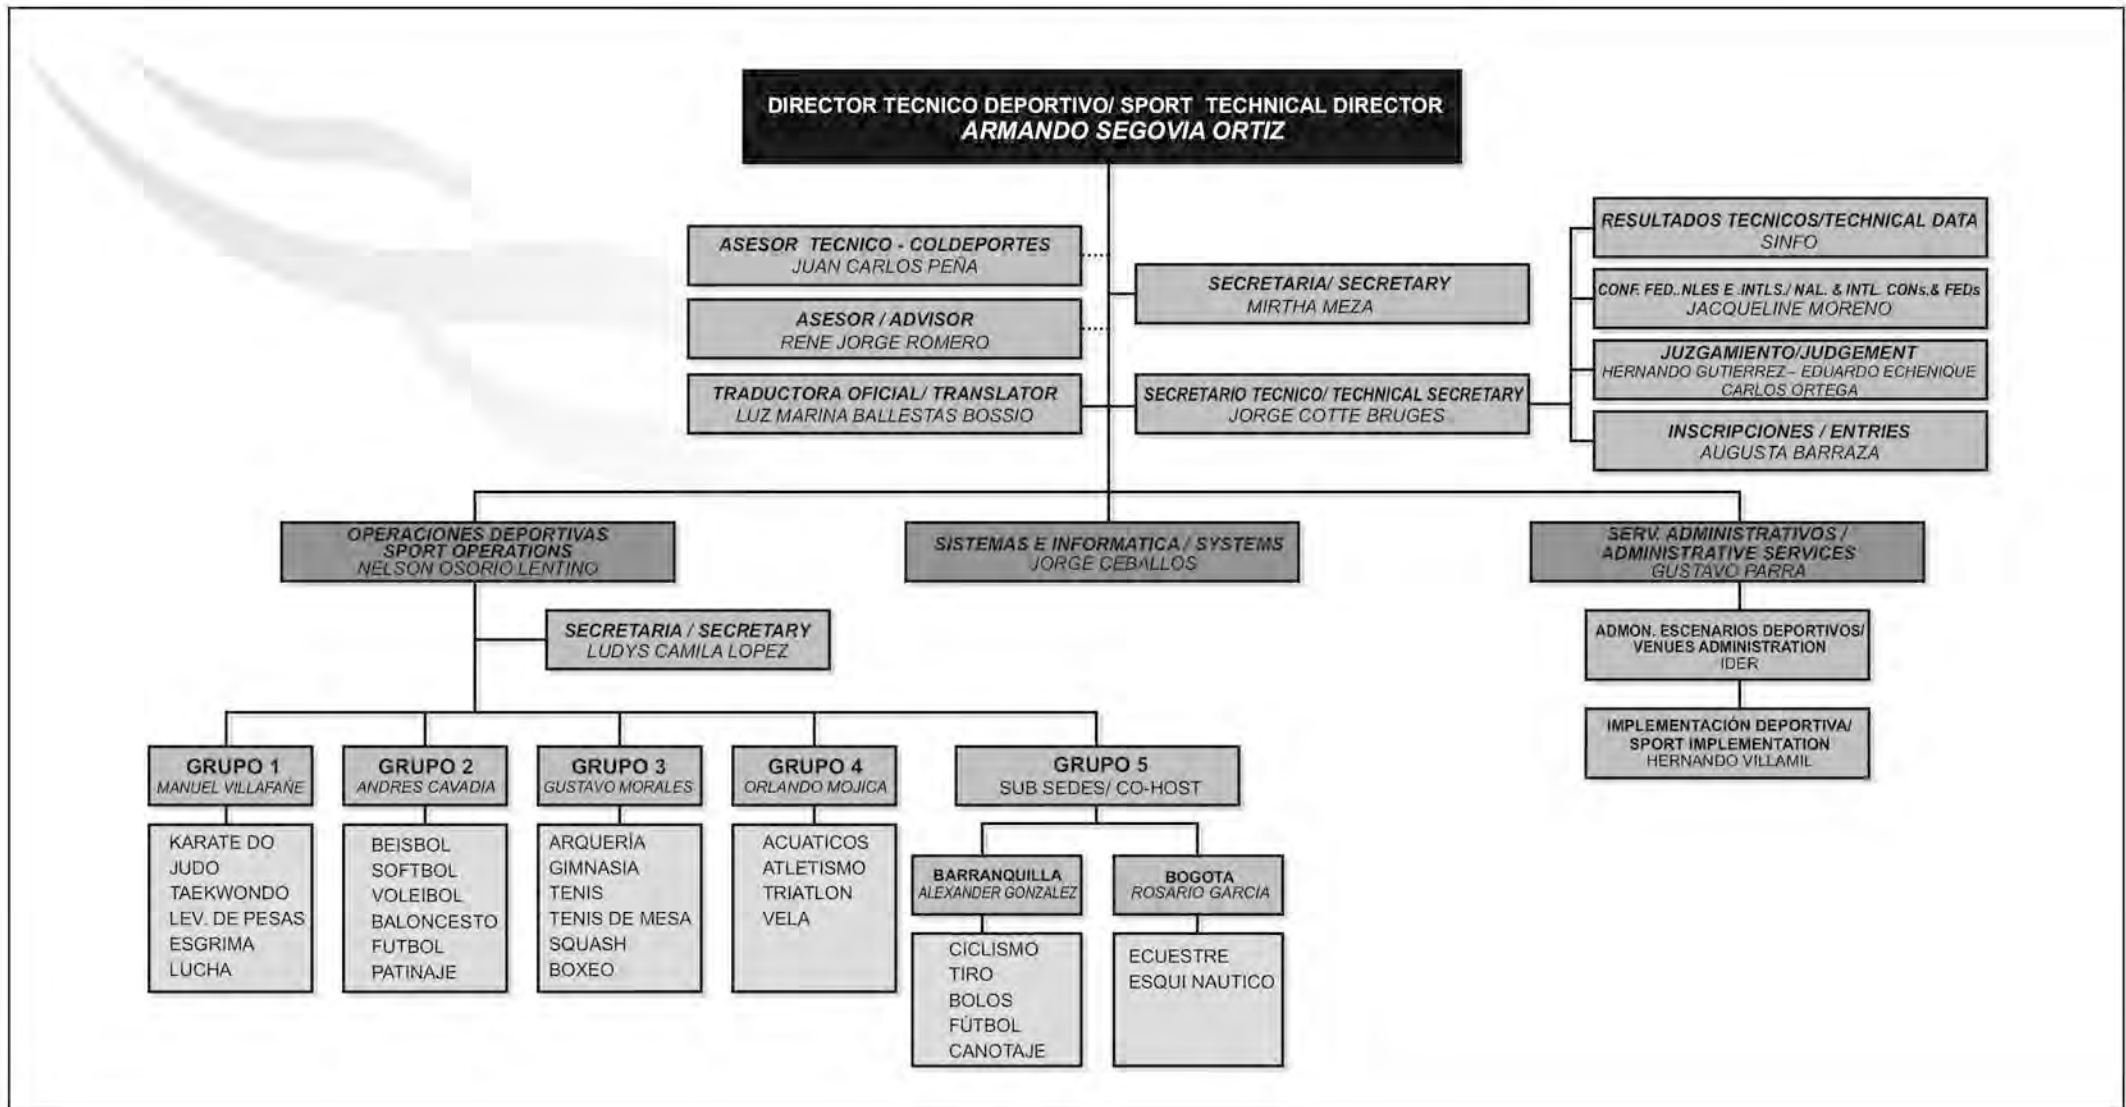 DIRECTOR TECNICO DEPORTIVO/ SPORT TECHNICAL DIRECTOR
ARMANDO SEGOVIA ORTIZ
ASESOR TECNICO - COLDEPORTES
JUAN CARLOS PEÑA
ASESOR / ADVISOR
RENE JORGE ROMERO
TRADUCTORA OFICIAL/ TRANSLATOR
LUZ MARINA BALLESTAS BOSSIO
SECRETARIA/ SECRETARY
MIRTHA MEZA
SECRETARIO TECNICO/ TECHNICAL SECRETARY
JORGE COTTE BRUGES
RESULTADOS TECNICOS/TECHNICAL DATA
SINFO
CONF. FED..NLES E .INTLS./ NAL. & INTL. CONs.& FEDs
JACQUELINE MORENO
JUZGAMIENTO/JUDGEMENT
HERNANDO GUTIERREZ – EDUARDO ECHENIQUE
CARLOS ORTEGA
INSCRIPCIONES / ENTRIES
AUGUSTA BARRAZA
OPERACIONES DEPORTIVAS
SPORT OPERATIONS
NELSON OSORIO LENTINO
SISTEMAS E INFORMATICA / SYSTEMS
JORGE CEBALLOS
SERV. ADMINISTRATIVOS /
ADMINISTRATIVE SERVICES
GUSTAVO PARRA
SECRETARIA / SECRETARY
LUDYS CAMILA LOPEZ
ADMON. ESCENARIOS DEPORTIVOS/
VENUES ADMINISTRATION
IDER
IMPLEMENTACIÓN DEPORTIVA/
SPORT IMPLEMENTATION
HERNANDO VILLAMIL
GRUPO 1
MANUEL VILLAFAÑE
KARATE DO
JUDO
TAEKWONDO
LEV. DE PESAS
ESGRIMA
LUCHA
GRUPO 2
ANDRES CAVADIA
BEISBOL
SOFTBOL
VOLEIBOL
BALONCESTO
FUTBOL
PATINAJE
GRUPO 3
GUSTAVO MORALES
ARQUERÍA
GIMNASIA
TENIS
TENIS DE MESA
SQUASH
BOXEO
GRUPO 4
ORLANDO MOJICA
ACUATICOS
ATLETISMO
TRIATLON
VELA
GRUPO 5
SUB SEDES/ CO-HOST
BARRANQUILLA
ALEXANDER GONZALEZ
CICLISMO
TIRO
BOLOS
FÚTBOL
CANOTAJE
BOGOTA
ROSARIO GARCIA
ECUESTRE
ESQUI NAUTICO